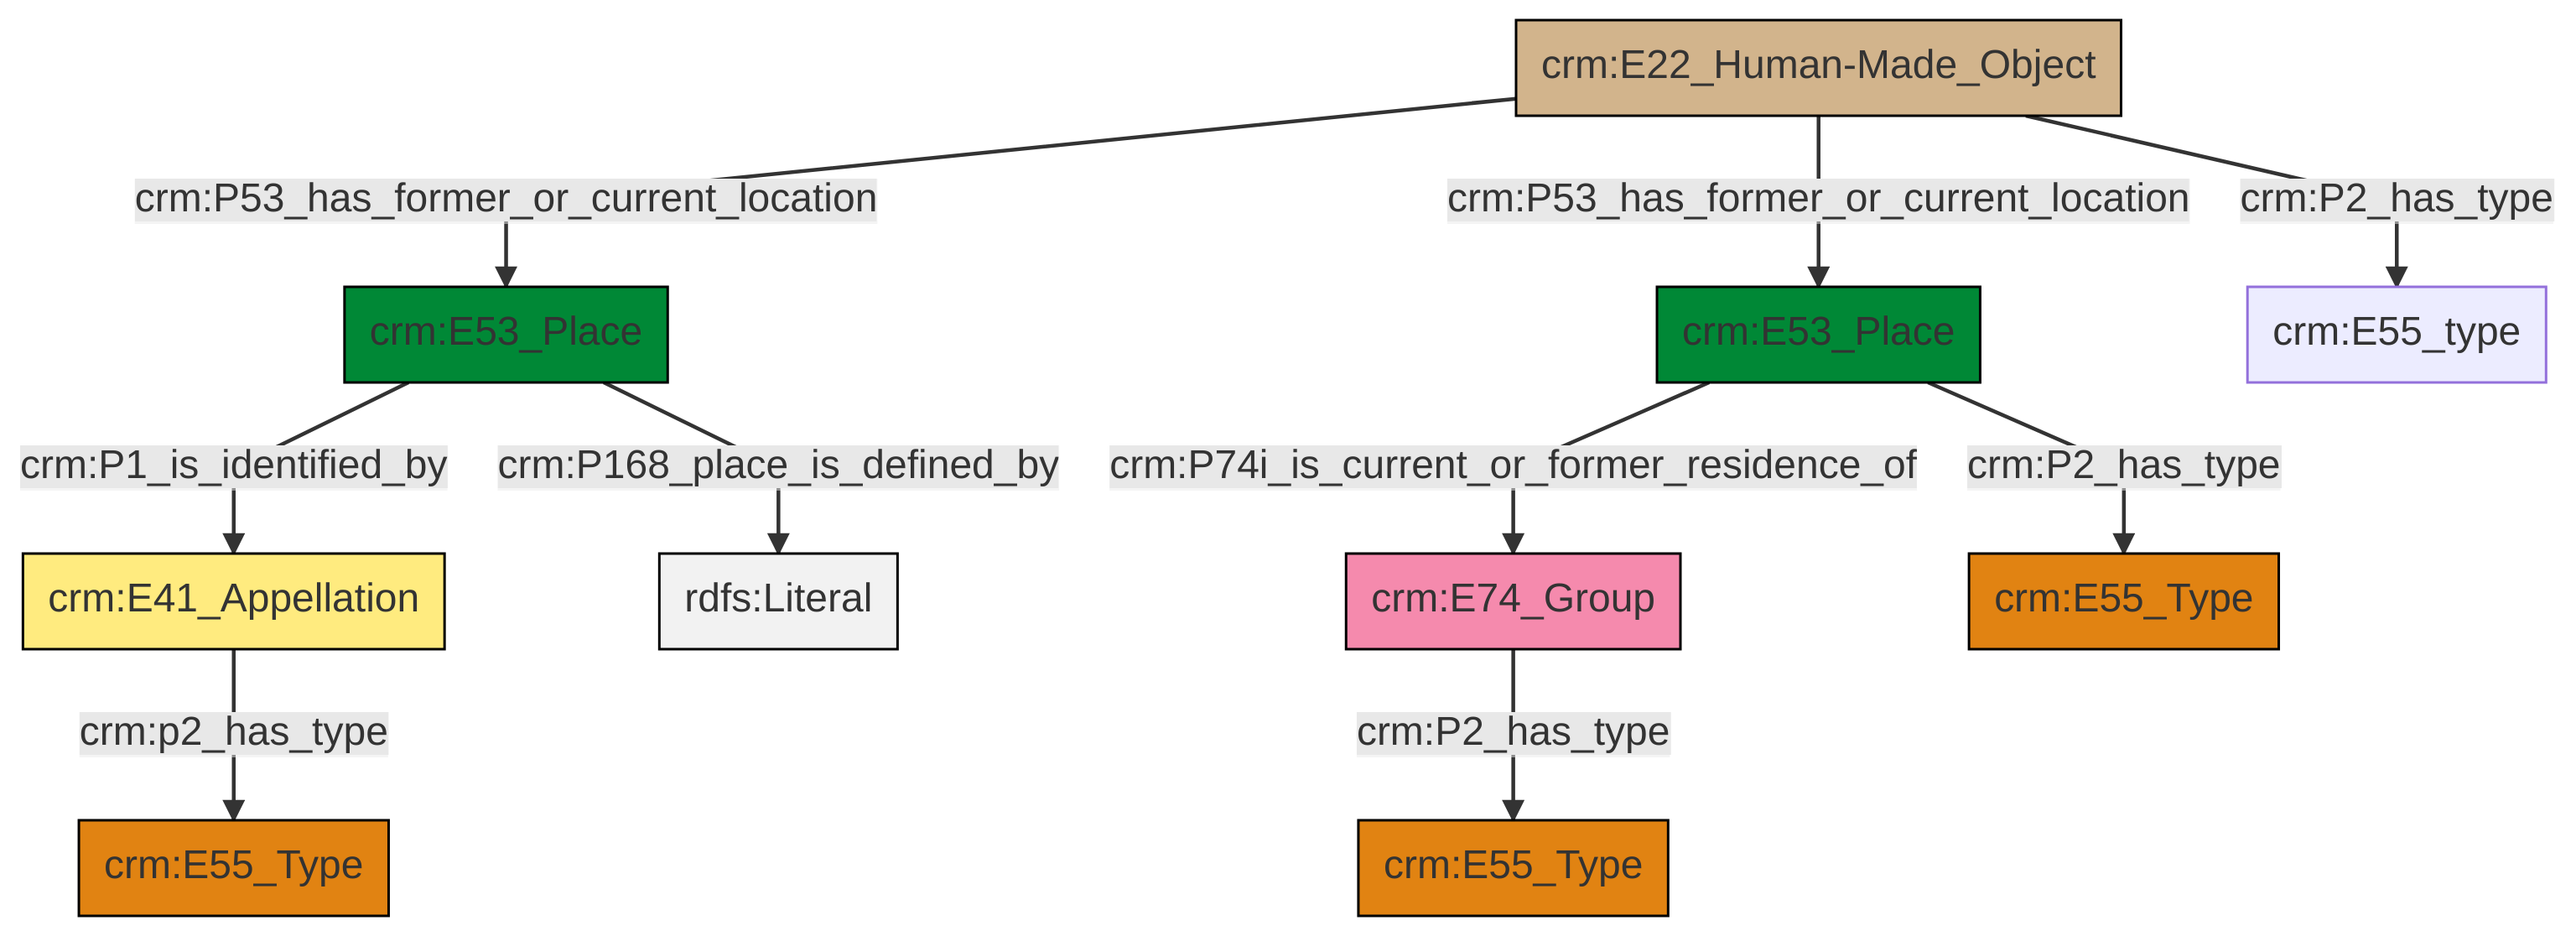 crm:E22_Human-Made_Object
crm:P53_has_former_or_current_location
crm:P53_has_former_or_current_location
crm:P2_has_type
crm:E53_Place
crm:E53_Place
crm:E55_type
crm:P1_is_identified_by
crm:P168_place_is_defined_by
crm:P74i_is_current_or_former_residence_of
crm:P2_has_type
crm:E41_Appellation
rdfs:Literal
crm:E74_Group
crm:E55_Type
crm:p2_has_type
crm:P2_has_type
crm:E55_Type
crm:E55_Type